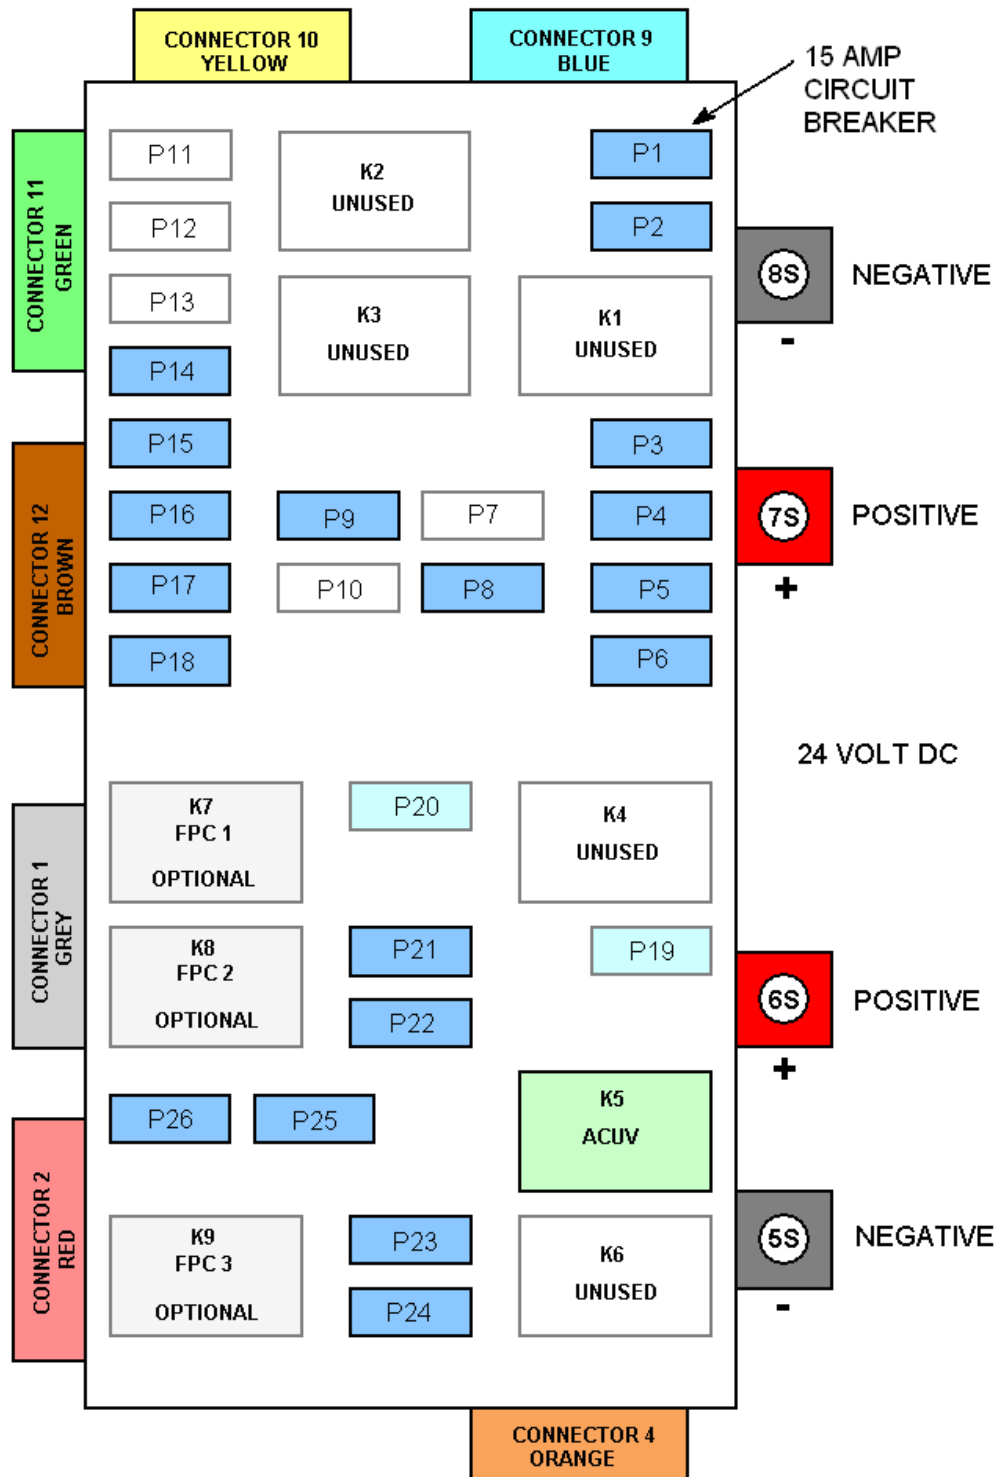 CONNECTOR 10
YELLOW
CONNECTOR 9
BLUE
15 AMP
CIRCUIT
BREAKER
CONNECTOR 11
GREEN
P11
K2
UNUSED
P1
P12
P2
8S
NEGATIVE
-
P13
K3
UNUSED
K1
UNUSED
P14
P15
P3
CONNECTOR 12
BROWN
P16
P9
P7
P4
7S
POSITIVE
+
P17
P10
P8
P5
P18
P6
24 VOLT DC
CONNECTOR 1
GREY
K7
FPC 1
OPTIONAL
P20
K4
UNUSED
K8
FPC 2
OPTIONAL
P21
P19
P22
6S
POSITIVE
+
P26
P25
K5
ACUV
CONNECTOR 2
RED
K9
FPC 3
OPTIONAL
P23
P24
K6
UNUSED
5S
NEGATIVE
-
CONNECTOR 4
ORANGE